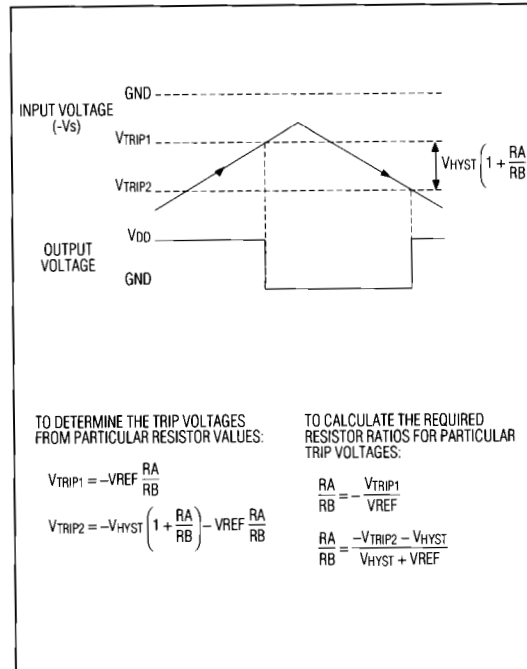 GND
INPUT VOLTAGE
(-Vs)
VTRIP1
VHYST (1 + RA/RB
VTRIP2
VDD
OUTPUT
VOLTAGE
GND
TO DETERMINE THE TRIP VOLTAGES
FROM PARTICULAR RESISTOR VALUES:
VTRIP1 = –VREF RA/RB
VTRIP2 = –VHYST (1 + RA/RB) – VREF RA/RB
TO CALCULATE THE REQUIRED
RESISTOR RATIOS FOR PARTICULAR
TRIP VOLTAGES:
RA/RB = – VTRIP1/VREF
RA/RB = –VTRIP2 – VHYST/VHYST + VREF